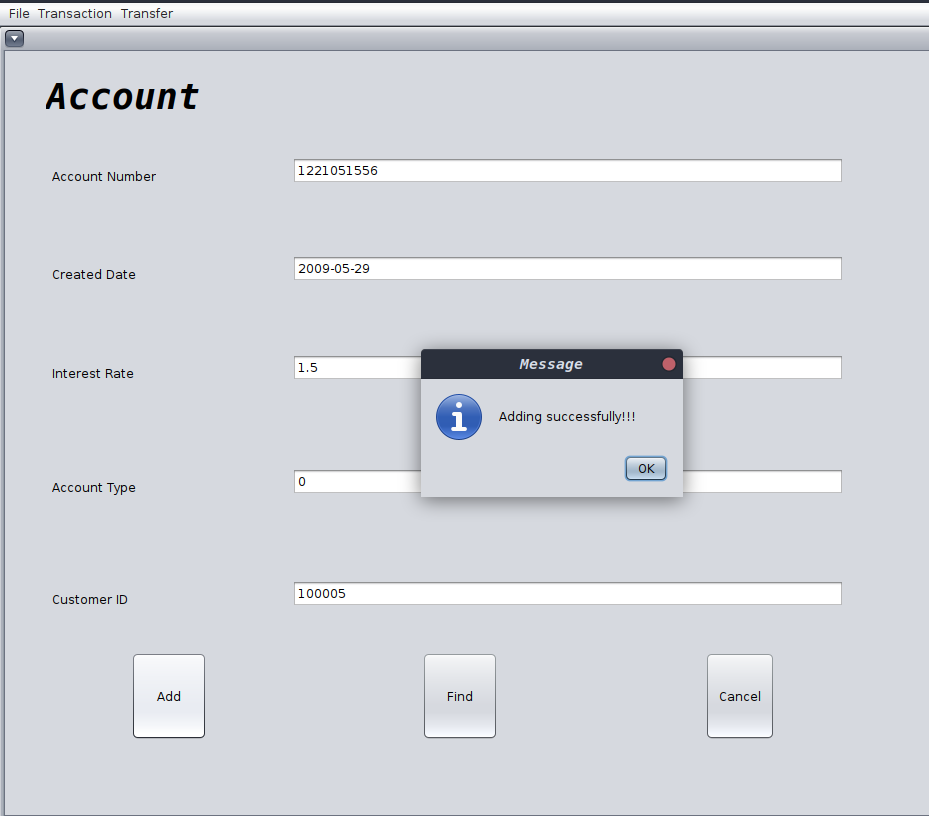 File Transaction Transfer
Account
Account Number 1221051556
Created Date 2009-05-29
Interest Rate 1.5
Message
Adding successfully!!!
OK
Account Type 0
Customer ID 100005
Add Find Cancel